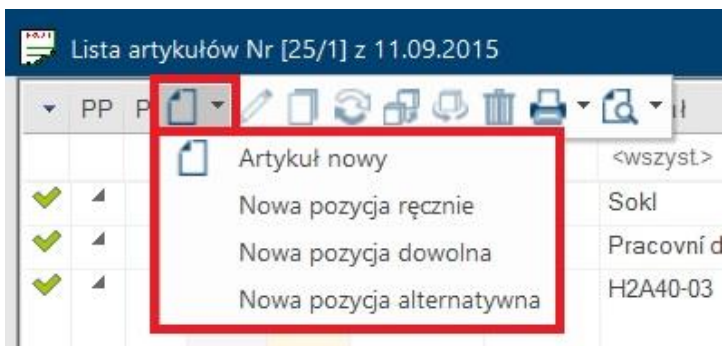 Lista artykułów Nr [25/1] z 11.09.2015
PP P ł
Artykuł nowy <wszyst.>
Nowa pozycja ręcznie Sokl
Nowa pozycja dowolna Pracovní d
Nowa pozycja alternatywna H2A40-03